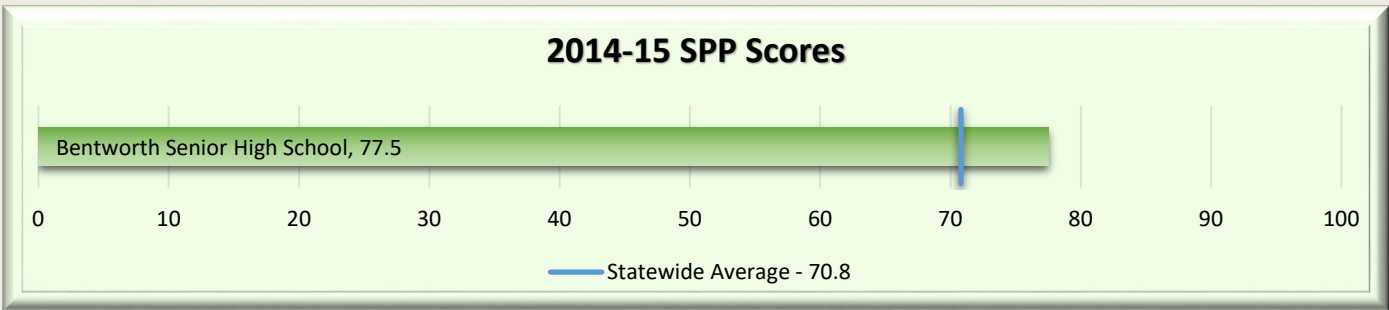 2014-15 SPP Scores
Bentworth Senior High School, 77.5
0 10 20 30 40 50 60 70 80 90 100
Statewide Average - 70.8